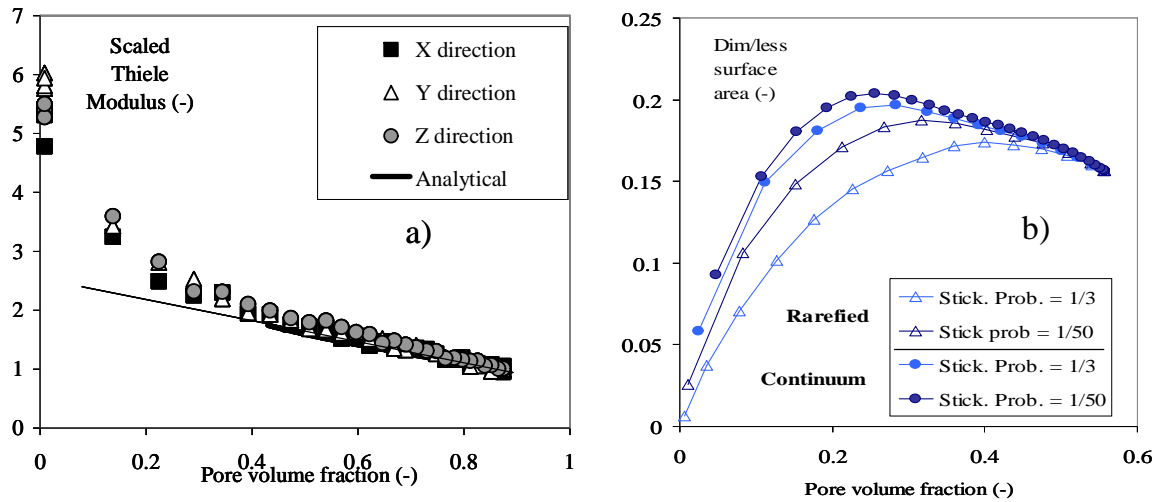 7
6
5
4
3
2
1
0
Scaled
Thiele
Modulus (-)
X direction
Y direction
Z direction
Analytical
a)
0
0.2
0.4
0.6
0.8
1
Pore volume fraction (-)
0.25
0.2
0.15
0.1
0.05
0
Dim/less
surface
area (-)
b)
Rarefied
Continuum
Stick. Prob. = 1/3
Stick prob = 1/50
Stick. Prob. = 1/3
Stick. Prob. = 1/50
0
0.2
0.4
0.6
Pore volume fraction (-)